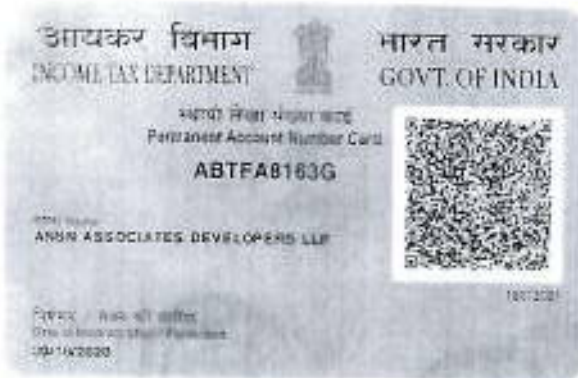 आयकर विभाग
INCOME TAX DEPARTMENT
भारत सरकार
GOVT. OF INDIA
स्थायी लेखा संख्या कार्ड
Permanent Account Number Card
ABTFA8163G
ANSN ASSOCIATES DEVELOPERS LLP